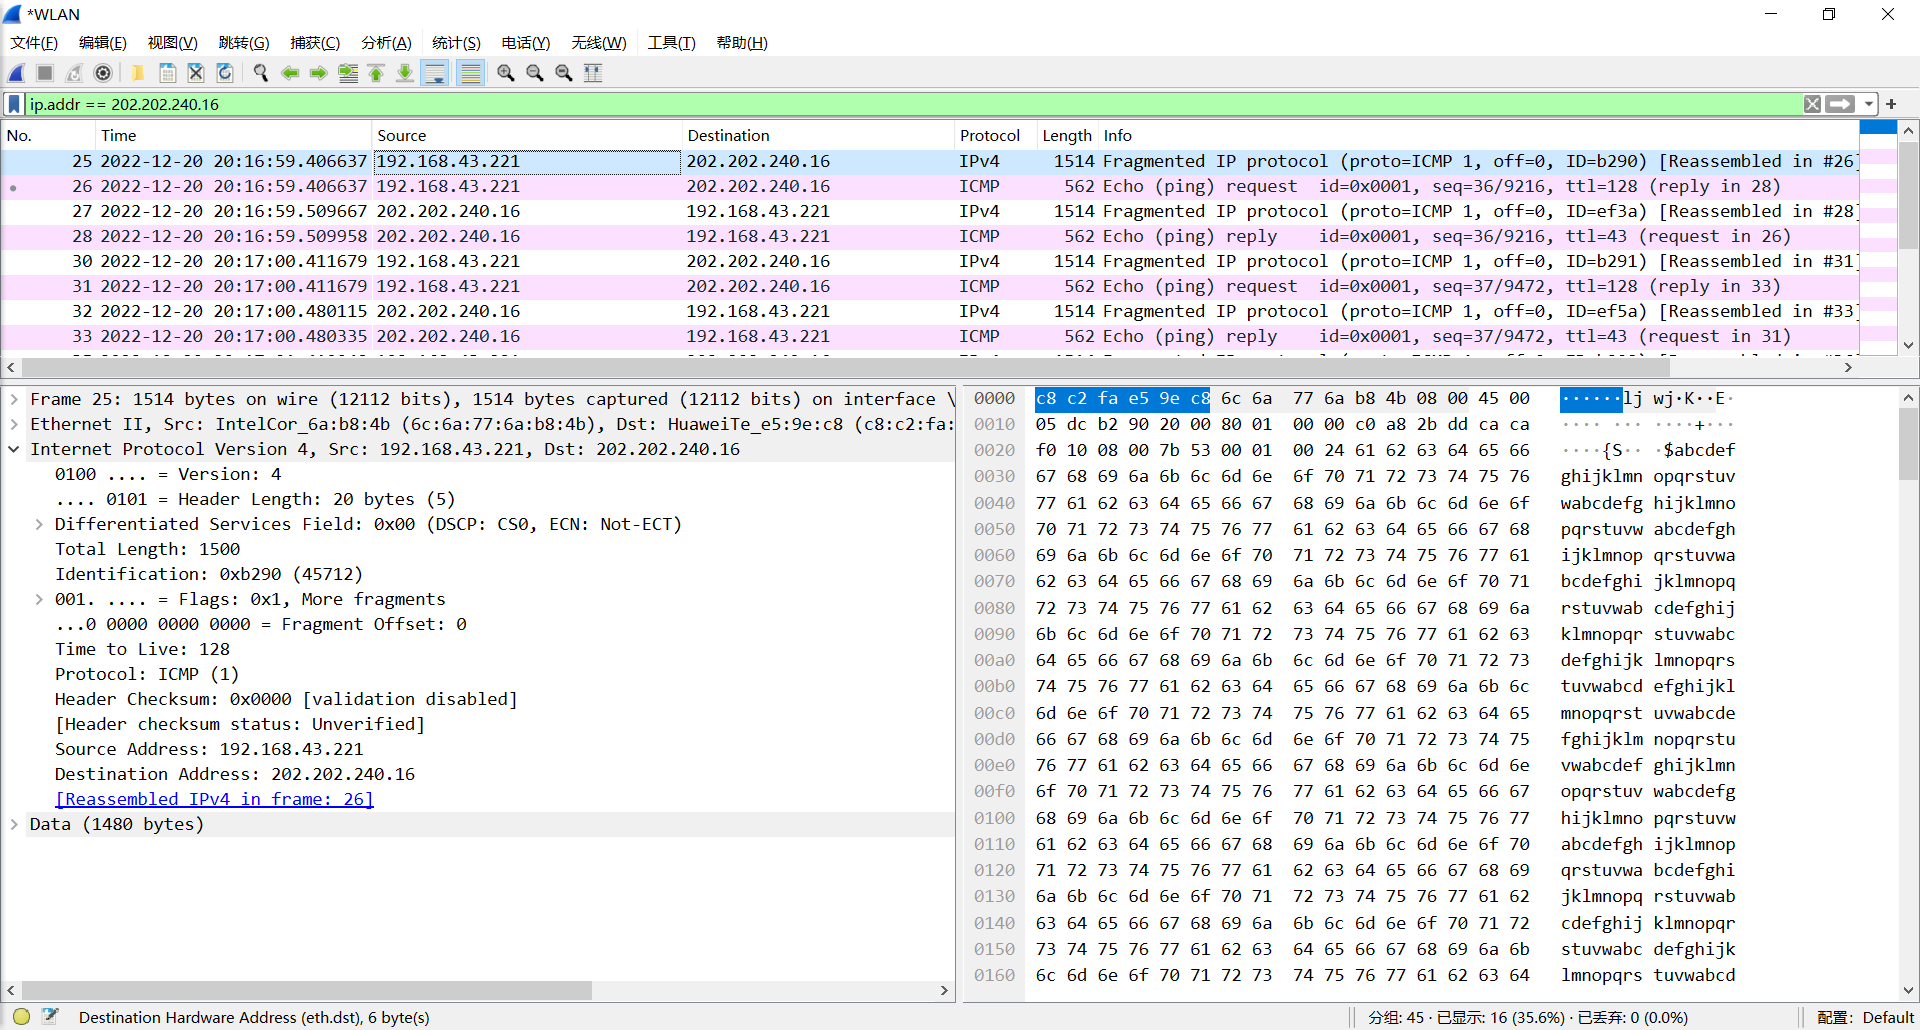 *WLAN
文件(F) 编辑(E) 视图(V) 跳转(G) 捕获(C) 分析(A) 统计(S) 电话(Y) 无线(W) 工具(T) 帮助(H)
ip.addr == 202.202.240.16
No. Time Source Destination Protocol Length Info
25 2022-12-20 20:16:59.406637 192.168.43.221 202.202.240.16 IPv4 1514 Fragmented IP protocol (proto=ICMP 1, off=0, ID=b290) [Reassembled in #26]
26 2022-12-20 20:16:59.406637 192.168.43.221 202.202.240.16 ICMP 562 Echo (ping) request id=0x0001, seq=36/9216, ttl=128 (reply in 28)
27 2022-12-20 20:16:59.509667 202.202.240.16 192.168.43.221 IPv4 1514 Fragmented IP protocol (proto=ICMP 1, off=0, ID=ef3a) [Reassembled in #28]
28 2022-12-20 20:16:59.509958 202.202.240.16 192.168.43.221 ICMP 562 Echo (ping) reply id=0x0001, seq=36/9216, ttl=43 (request in 26)
30 2022-12-20 20:17:00.411679 192.168.43.221 202.202.240.16 IPv4 1514 Fragmented IP protocol (proto=ICMP 1, off=0, ID=b291) [Reassembled in #31]
31 2022-12-20 20:17:00.411679 192.168.43.221 202.202.240.16 ICMP 562 Echo (ping) request id=0x0001, seq=37/9472, ttl=128 (reply in 33)
32 2022-12-20 20:17:00.480115 202.202.240.16 192.168.43.221 IPv4 1514 Fragmented IP protocol (proto=ICMP 1, off=0, ID=ef5a) [Reassembled in #33]
33 2022-12-20 20:17:00.480335 202.202.240.16 192.168.43.221 ICMP 562 Echo (ping) reply id=0x0001, seq=37/9472, ttl=43 (request in 31)
Frame 25: 1514 bytes on wire (12112 bits), 1514 bytes captured (12112 bits) on interface \
Ethernet II, Src: IntelCor_6a:b8:4b (6c:6a:77:6a:b8:4b), Dst: HuaweiTe_e5:9e:c8 (c8:c2:fa:
Internet Protocol Version 4, Src: 192.168.43.221, Dst: 202.202.240.16
0100 .... = Version: 4
.... 0101 = Header Length: 20 bytes (5)
Differentiated Services Field: 0x00 (DSCP: CS0, ECN: Not-ECT)
Total Length: 1500
Identification: 0xb290 (45712)
001. .... = Flags: 0x1, More fragments
...0 0000 0000 0000 = Fragment Offset: 0
Time to Live: 128
Protocol: ICMP (1)
Header Checksum: 0x0000 [validation disabled]
[Header checksum status: Unverified]
Source Address: 192.168.43.221
Destination Address: 202.202.240.16
[Reassembled IPv4 in frame: 26]
Data (1480 bytes)
0000 c8 c2 fa e5 9e c8 6c 6a 77 6a b8 4b 08 00 45 00 ······lj wj·K··E·
0010 05 dc b2 90 20 00 80 01 00 00 c0 a8 2b dd ca ca ···· ··· ····+···
0020 f0 10 08 00 7b 53 00 01 00 24 61 62 63 64 65 66 ····{S·· ·$abcdef
0030 67 68 69 6a 6b 6c 6d 6e 6f 70 71 72 73 74 75 76 ghijklmn opqrstuv
0040 77 61 62 63 64 65 66 67 68 69 6a 6b 6c 6d 6e 6f wabcdefg hijklmno
0050 70 71 72 73 74 75 76 77 61 62 63 64 65 66 67 68 pqrstuvw abcdefgh
0060 69 6a 6b 6c 6d 6e 6f 70 71 72 73 74 75 76 77 61 ijklmnop qrstuvwa
0070 62 63 64 65 66 67 68 69 6a 6b 6c 6d 6e 6f 70 71 bcdefghi jklmnopq
0080 72 73 74 75 76 77 61 62 63 64 65 66 67 68 69 6a rstuvwab cdefghij
0090 6b 6c 6d 6e 6f 70 71 72 73 74 75 76 77 61 62 63 klmnopqr stuvwabc
00a0 64 65 66 67 68 69 6a 6b 6c 6d 6e 6f 70 71 72 73 defghijk lmnopqrs
00b0 74 75 76 77 61 62 63 64 65 66 67 68 69 6a 6b 6c tuvwabcd efghijkl
00c0 6d 6e 6f 70 71 72 73 74 75 76 77 61 62 63 64 65 mnopqrst uvwabcde
00d0 66 67 68 69 6a 6b 6c 6d 6e 6f 70 71 72 73 74 75 fghijklm nopqrstu
00e0 76 77 61 62 63 64 65 66 67 68 69 6a 6b 6c 6d 6e vwabcdef ghijklmn
00f0 6f 70 71 72 73 74 75 76 77 61 62 63 64 65 66 67 opqrstuv wabcdefg
0100 68 69 6a 6b 6c 6d 6e 6f 70 71 72 73 74 75 76 77 hijklmno pqrstuvw
0110 61 62 63 64 65 66 67 68 69 6a 6b 6c 6d 6e 6f 70 abcdefgh ijklmnop
0120 71 72 73 74 75 76 77 61 62 63 64 65 66 67 68 69 qrstuvwa bcdefghi
0130 6a 6b 6c 6d 6e 6f 70 71 72 73 74 75 76 77 61 62 jklmnopq rstuvwab
0140 63 64 65 66 67 68 69 6a 6b 6c 6d 6e 6f 70 71 72 cdefghij klmnopqr
0150 73 74 75 76 77 61 62 63 64 65 66 67 68 69 6a 6b stuvwabc defghijk
0160 6c 6d 6e 6f 70 71 72 73 74 75 76 77 61 62 63 64 lmnopqrs tuvwabcd
Destination Hardware Address (eth.dst), 6 byte(s)
分组: 45 · 已显示: 16 (35.6%) · 已丢弃: 0 (0.0%)
配置: Default